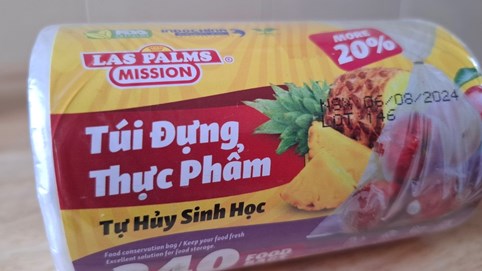 MORE
20%
LAS PALMS
MISSION
®
06/08/2024
LOT 146
Túi Đựng
Thực Phẩm
Tự Hủy Sinh Học
Food conservation bag / Keep your food fresh
Excellent solution for food storage.
FOOD